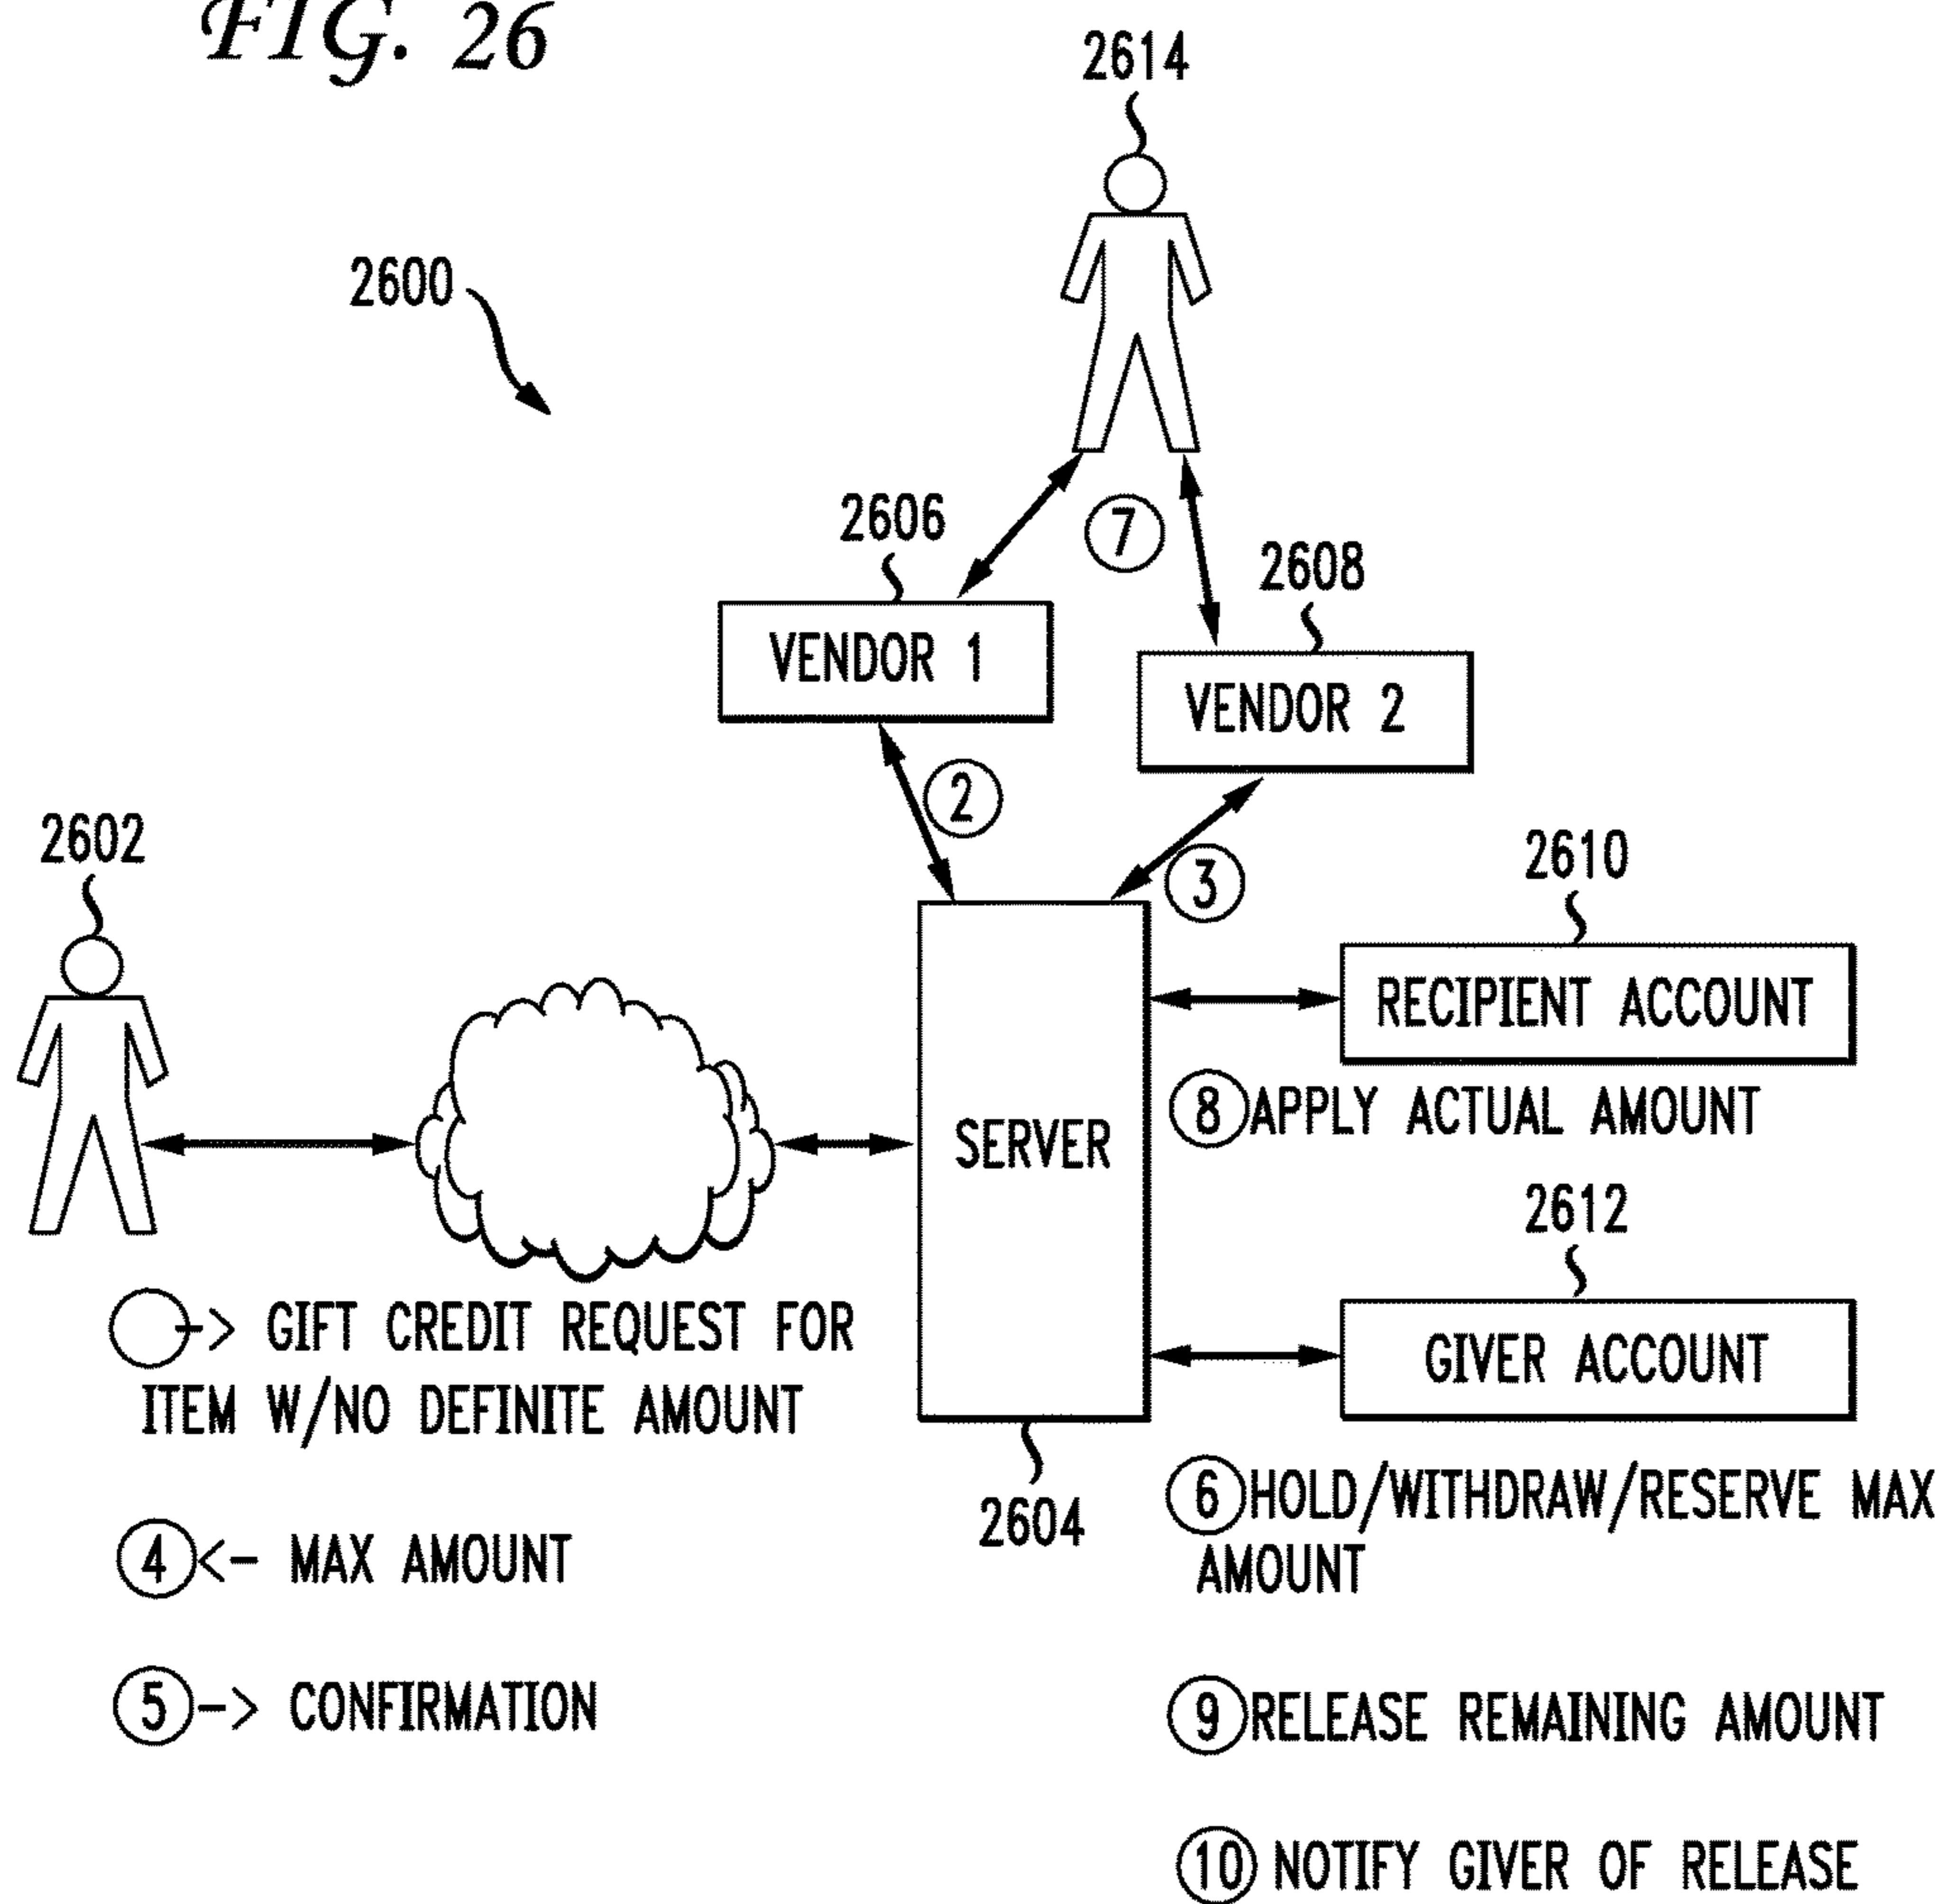 FIG. 26
2614
2600
2606
7
2608
VENDOR 1
VENDOR 2
2
2602
3
2610
RECIPIENT ACCOUNT
SERVER
8 APPLY ACTUAL AMOUNT
2612
GIVER ACCOUNT
-> GIFT CREDIT REQUEST FOR
ITEM W/NO DEFINITE AMOUNT
2604
6 HOLD/WITHDRAW/RESERVE MAX
AMOUNT
4 <- MAX AMOUNT
5 -> CONFIRMATION
9 RELEASE REMAINING AMOUNT
10 NOTIFY GIVER OF RELEASE